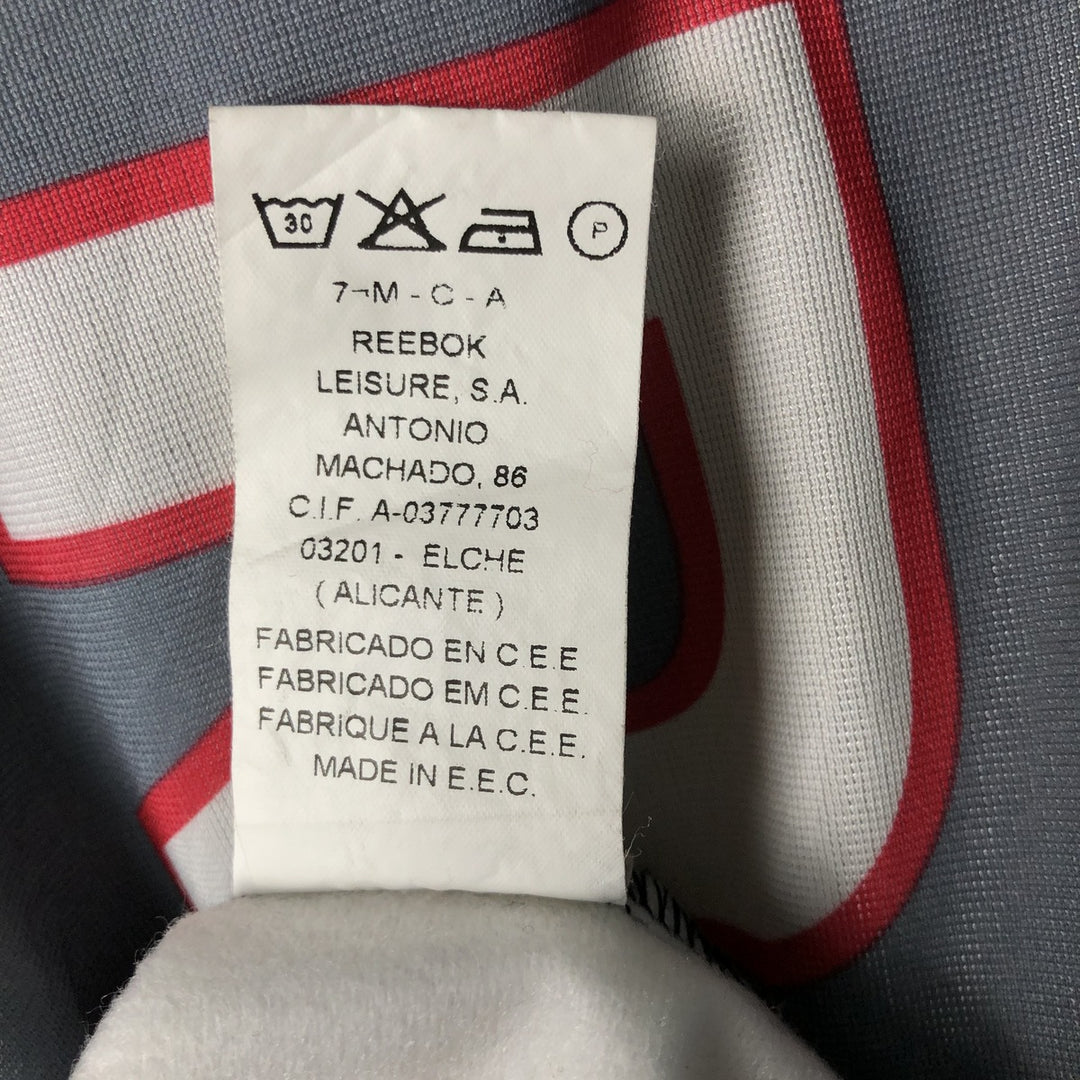 30
P
7¬M - C - A
REEBOK
LEISURE, S.A.
ANTONIO
MACHADO, 86
C.I.F. A-03777703
03201 - ELCHE
( ALICANTE )
FABRICADO EN C.E.E
FABRICADO EM C.E.E.
FABRIQUE A LA C.E.E.
MADE IN E.E.C.